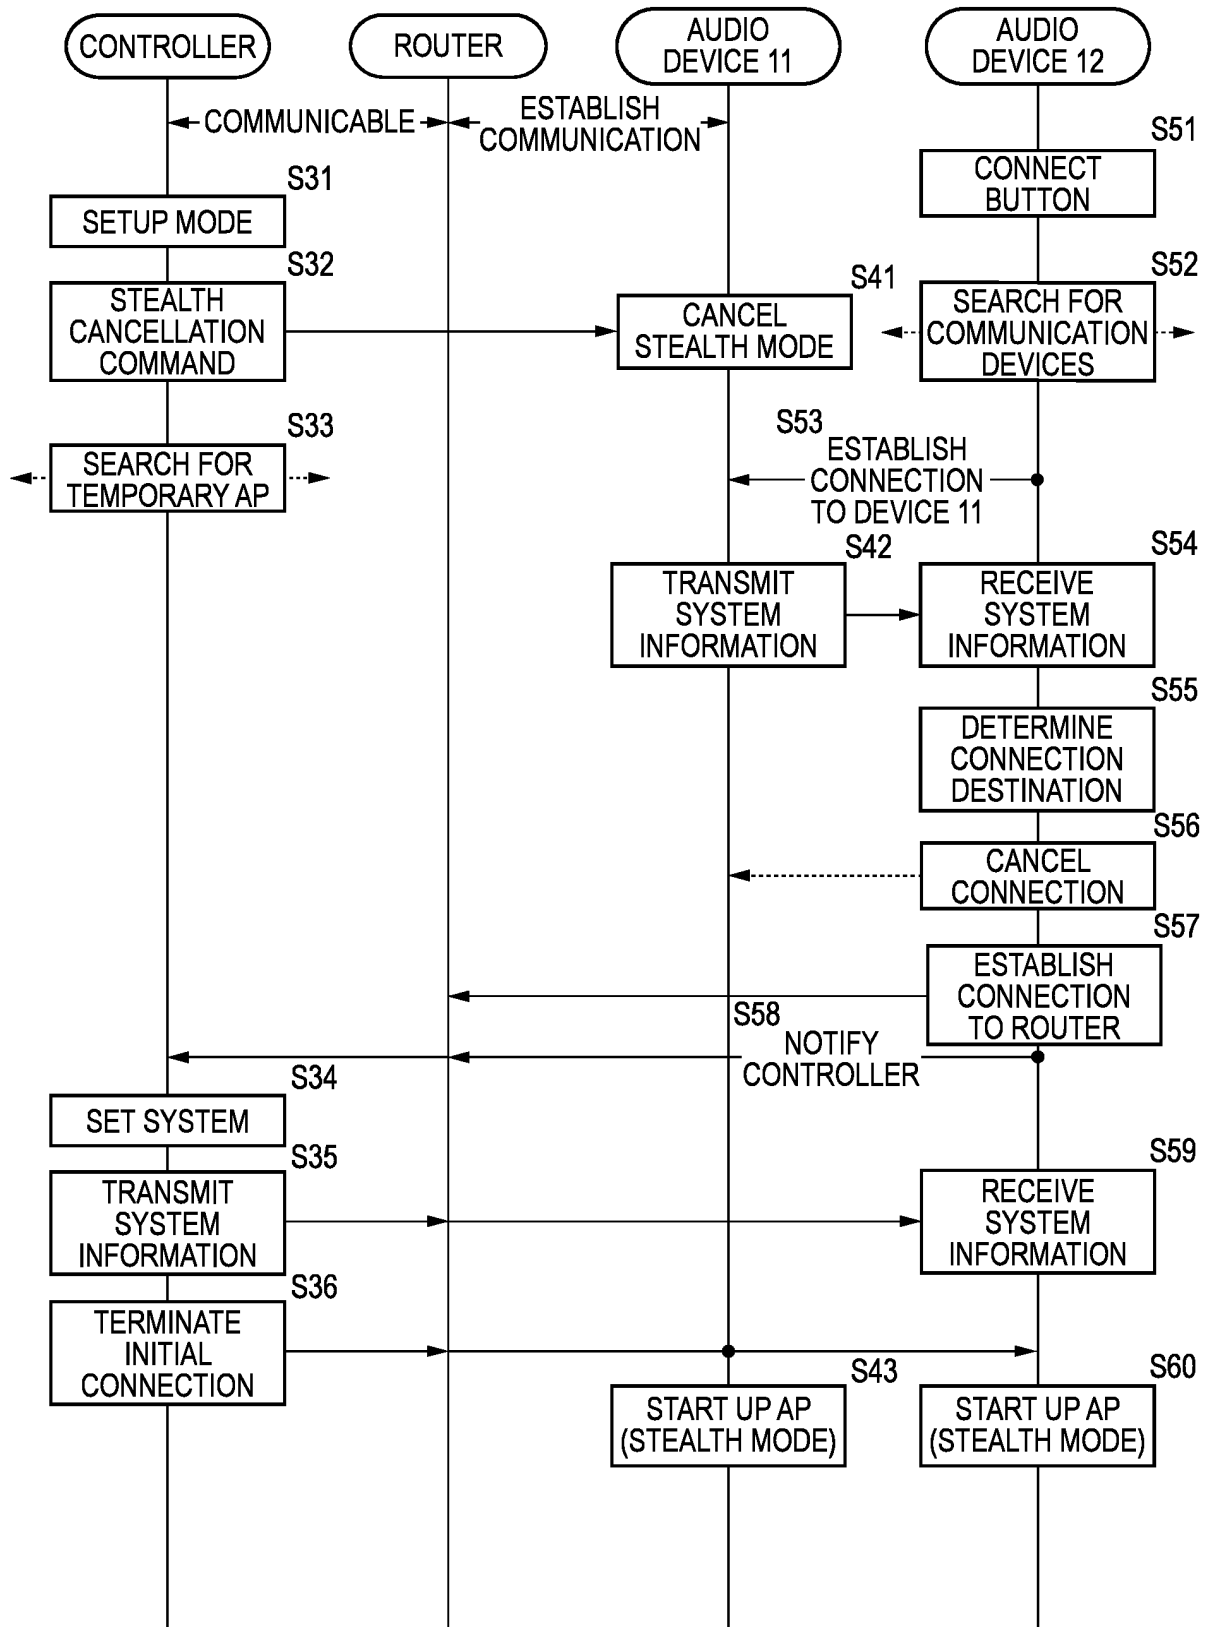 CONTROLLER
ROUTER
AUDIO
DEVICE 11
AUDIO
DEVICE 12
COMMUNICABLE
ESTABLISH
COMMUNICATION
S51
CONNECT
BUTTON
S31
SETUP MODE
S32
STEALTH
CANCELLATION
COMMAND
S41
CANCEL
STEALTH MODE
S52
SEARCH FOR
COMMUNICATION
DEVICES
S33
SEARCH FOR
TEMPORARY AP
S53
ESTABLISH
CONNECTION
TO DEVICE 11
S42
TRANSMIT
SYSTEM
INFORMATION
S54
RECEIVE
SYSTEM
INFORMATION
S55
DETERMINE
CONNECTION
DESTINATION
S56
CANCEL
CONNECTION
S57
ESTABLISH
CONNECTION
TO ROUTER
S58
NOTIFY
CONTROLLER
S34
SET SYSTEM
S35
TRANSMIT
SYSTEM
INFORMATION
S59
RECEIVE
SYSTEM
INFORMATION
S36
TERMINATE
INITIAL
CONNECTION
S43
START UP AP
(STEALTH MODE)
S60
START UP AP
(STEALTH MODE)